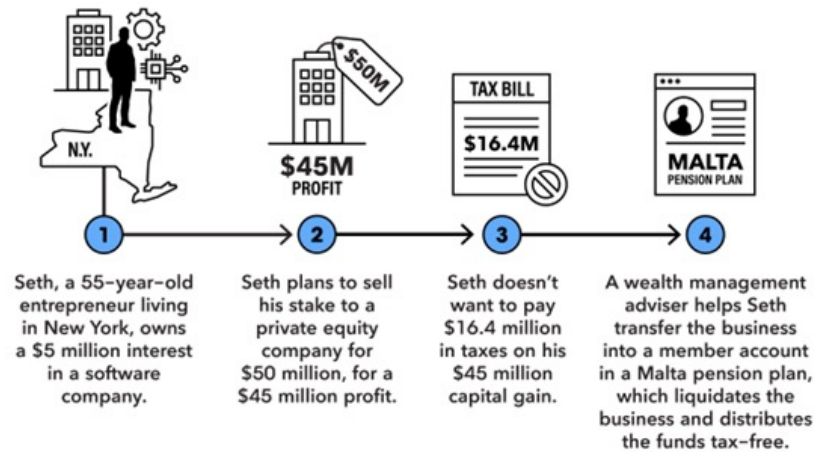 $50M
N.Y.
$45M
PROFIT
TAX BILL
$16.4M
MALTA
PENSION PLAN
1
2
3
4
Seth, a 55-year-old
entrepreneur living
in New York, owns
a $5 million interest
in a software
company.
Seth plans to sell
his stake to a
private equity
company for
$50 million, for a
$45 million profit.
Seth doesn't
want to pay
$16.4 million
in taxes on his
$45 million
capital gain.
A wealth management
adviser helps Seth
transfer the business
into a member account
in a Malta pension plan,
which liquidates the
business and distributes
the funds tax-free.